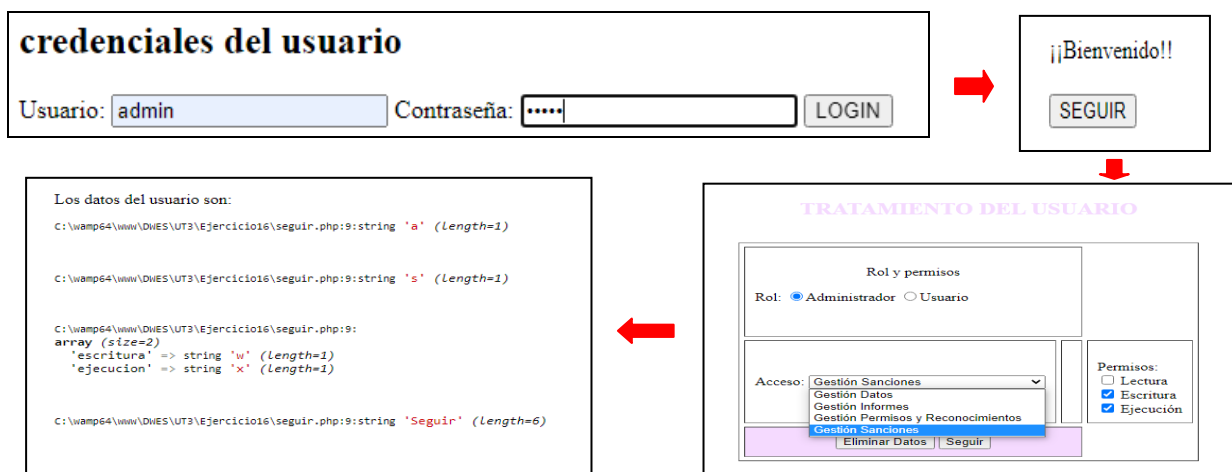 credenciales del usuario
Usuario: admin Contraseña: ••••• LOGIN
¡¡Bienvenido!!
SEGUIR
TRATAMIENTO DEL USUARIO
Rol y permisos
Rol: Administrador Usuario
Acceso: Gestión Sanciones
Gestión Datos
Gestión Informes
Gestión Permisos y Reconocimientos
Gestión Sanciones
Permisos:
Lectura
Escritura
Ejecución
Eliminar Datos Seguir
Los datos del usuario son:
C:\wamp64\www\DWES\UT3\Ejercicio16\seguir.php:9:string 'a' (length=1)
C:\wamp64\www\DWES\UT3\Ejercicio16\seguir.php:9:string 's' (length=1)
C:\wamp64\www\DWES\UT3\Ejercicio16\seguir.php:9:
array (size=2)
'escritura' => string 'w' (length=1)
'ejecucion' => string 'x' (length=1)
C:\wamp64\www\DWES\UT3\Ejercicio16\seguir.php:9:string 'Seguir' (length=6)